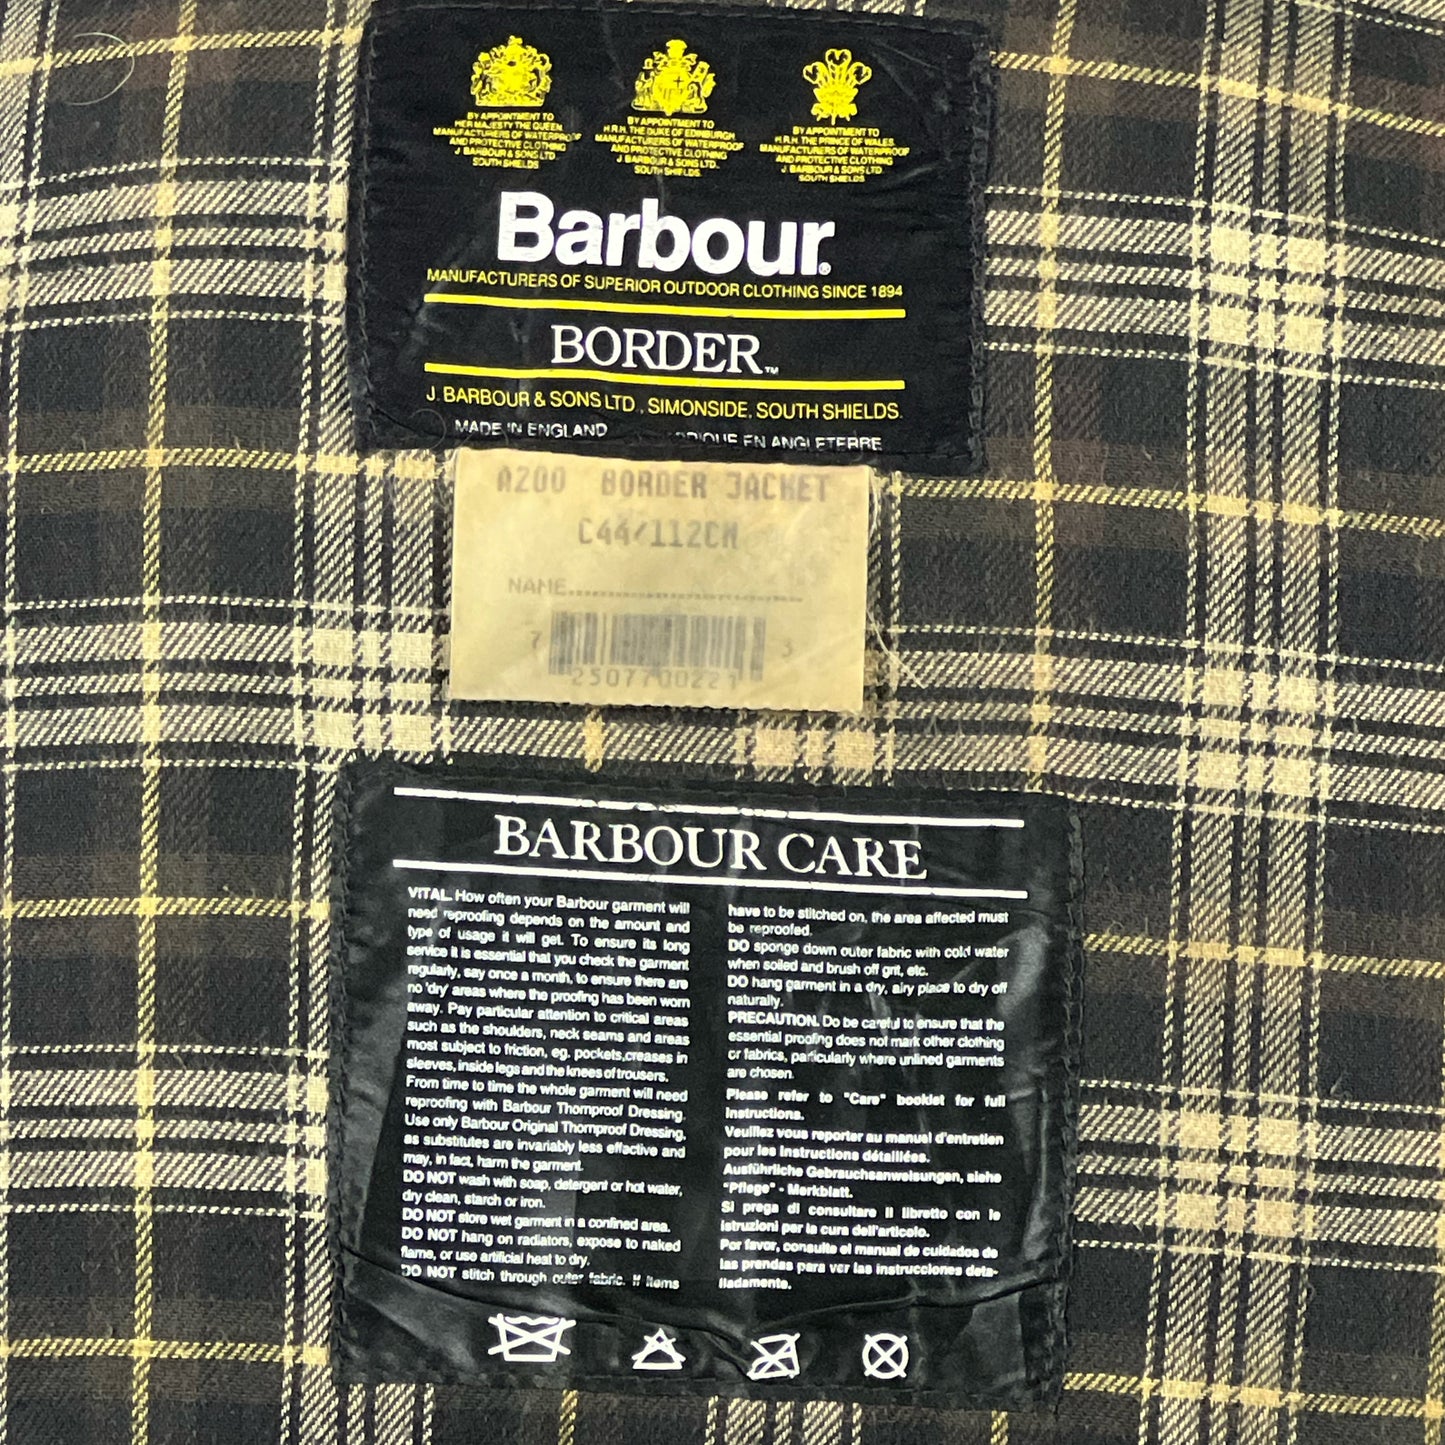 BY APPOINTMENT TO
HER MAJESTY THE QUEEN
MANUFACTURERS OF WATERPROOF
AND PROTECTIVE CLOTHING
J. BARBOUR & SONS LTD.
SOUTH SHIELDS
BY APPOINTMENT TO
H.R.H. THE DUKE OF EDINBURGH
MANUFACTURERS OF WATERPROOF
AND PROTECTIVE CLOTHING
J. BARBOUR & SONS LTD.
SOUTH SHIELDS
BY APPOINTMENT TO
H.R.H. THE PRINCE OF WALES
MANUFACTURERS OF WATERPROOF
AND PROTECTIVE CLOTHING
J. BARBOUR & SONS LTD
SOUTH SHIELDS
Barbour®
MANUFACTURERS OF SUPERIOR OUTDOOR CLOTHING SINCE 1894
BORDER™
J. BARBOUR & SONS LTD, SIMONSIDE, SOUTH SHIELDS.
MADE IN ENGLAND EN ANGLETERRE
A200 BORDER JACKET
C44/112CM
NAME..............................
7 3
2507700221
BARBOUR CARE
VITAL. How often your Barbour garment will
need reproofing depends on the amount and
type of usage it will get. To ensure its long
service it is essential that you check the garment
regularly, say once a month, to ensure there are
no 'dry' areas where the proofing has been worn
away. Pay particular attention to critical areas
such as the shoulders, neck seams and areas
most subject to friction, eg. pockets,creases in
sleeves, inside legs and the knees of trousers.
From time to time the whole garment will need
reproofing with Barbour Thornproof Dressing.
Use only Barbour Original Thornproof Dressing,
as substitutes are invariably less effective and
may, in fact, harm the garment.
DO NOT wash with soap, detergent or hot water,
dry clean, starch or iron.
DO NOT store wet garment in a confined area.
DO NOT hang on radiators, expose to naked
flame, or use artificial heat to dry.
DO NOT stitch through outer fabric. If items
have to be stitched on, the area affected must
be reproofed.
DO sponge down outer fabric with cold water
when soiled and brush off grit, etc.
DO hang garment in a dry, airy place to dry off
naturally.
PRECAUTION. Do be careful to ensure that the
essential proofing does not mark other clothing
or fabrics, particularly where unlined garments
are chosen.
Please refer to "Care" booklet for full
instructions.
Veuillez vous reporter au manuel d'entretien
pour les instructions détaillées.
Ausführliche Gebrauchsanweisungen, siehe
"Pflege" - Merkblatt.
Si prega di consultare il libretto con le
istruzioni per la cura dell'articolo.
Por favor, consulte el manual de cuidados de
las prendas para ver las instrucciones deta-
lladamente.